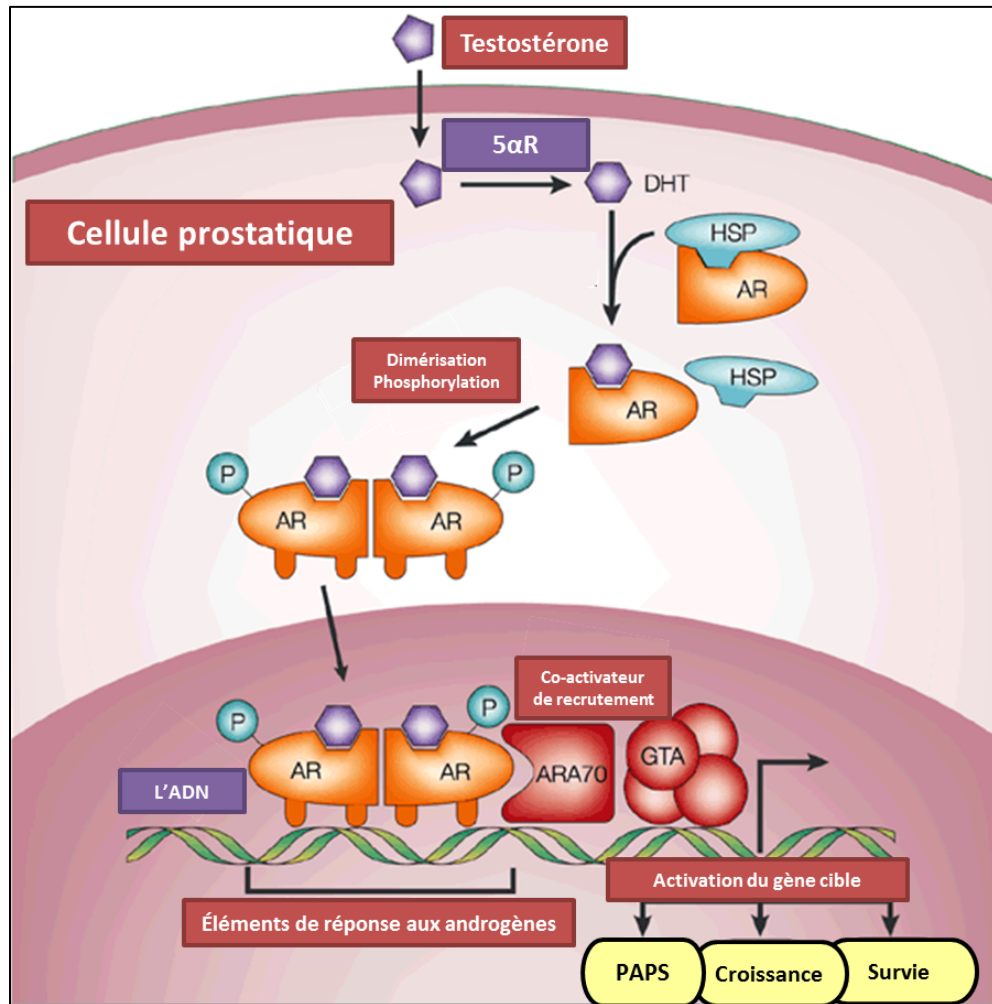 Testostérone
5αR
DHT
Cellule prostatique
HSP
AR
Dimérisation
Phosphorylation
AR
HSP
P
P
AR
AR
Co-activateur
de recrutement
P
P
AR
AR
ARA70
GTA
L’ADN
Activation du gène cible
Éléments de réponse aux androgènes
PAPS
Croissance
Survie